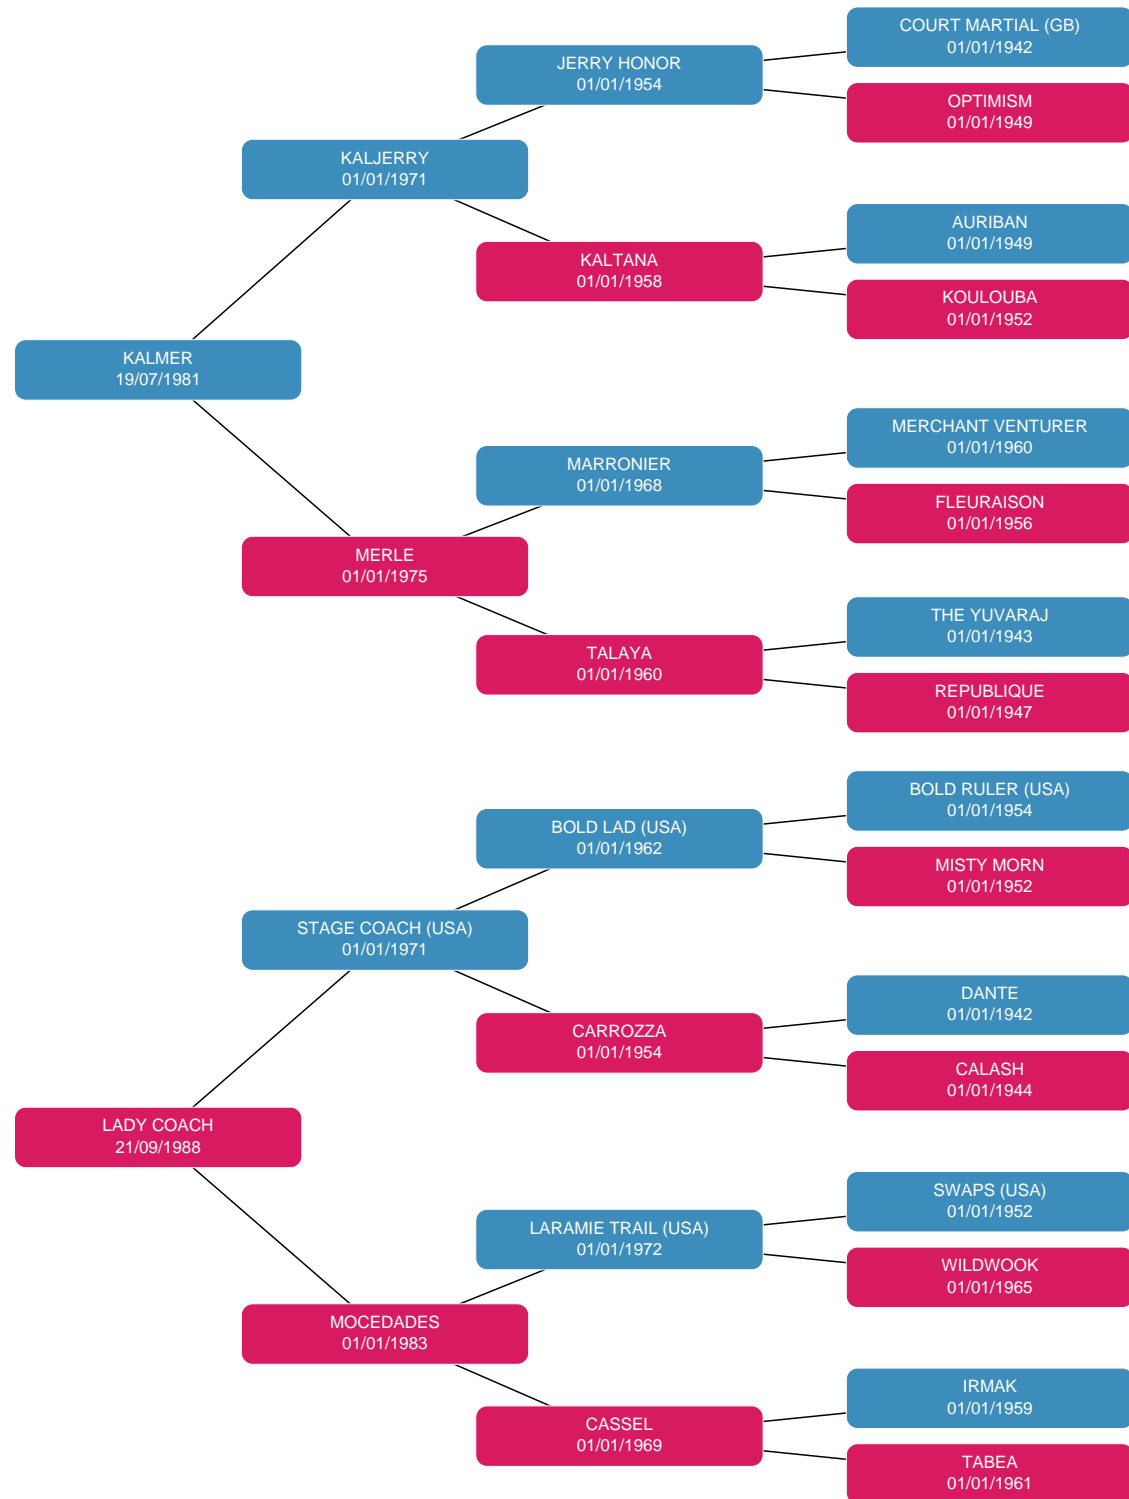 COURT MARTIAL (GB)
01/01/1942
JERRY HONOR
01/01/1954
OPTIMISM
01/01/1949
KALJERRY
01/01/1971
AURIBAN
01/01/1949
KALTANA
01/01/1958
KOULOUBA
01/01/1952
KALMER
19/07/1981
MERCHANT VENTURER
01/01/1960
MARRONIER
01/01/1968
FLEURAISON
01/01/1956
MERLE
01/01/1975
THE YUVARAJ
01/01/1943
TALAYA
01/01/1960
REPUBLIQUE
01/01/1947
BOLD RULER (USA)
01/01/1954
BOLD LAD (USA)
01/01/1962
MISTY MORN
01/01/1952
STAGE COACH (USA)
01/01/1971
DANTE
01/01/1942
CARROZZA
01/01/1954
CALASH
01/01/1944
LADY COACH
21/09/1988
SWAPS (USA)
01/01/1952
LARAMIE TRAIL (USA)
01/01/1972
WILDWOOK
01/01/1965
MOCEDADES
01/01/1983
IRMAK
01/01/1959
CASSEL
01/01/1969
TABEA
01/01/1961